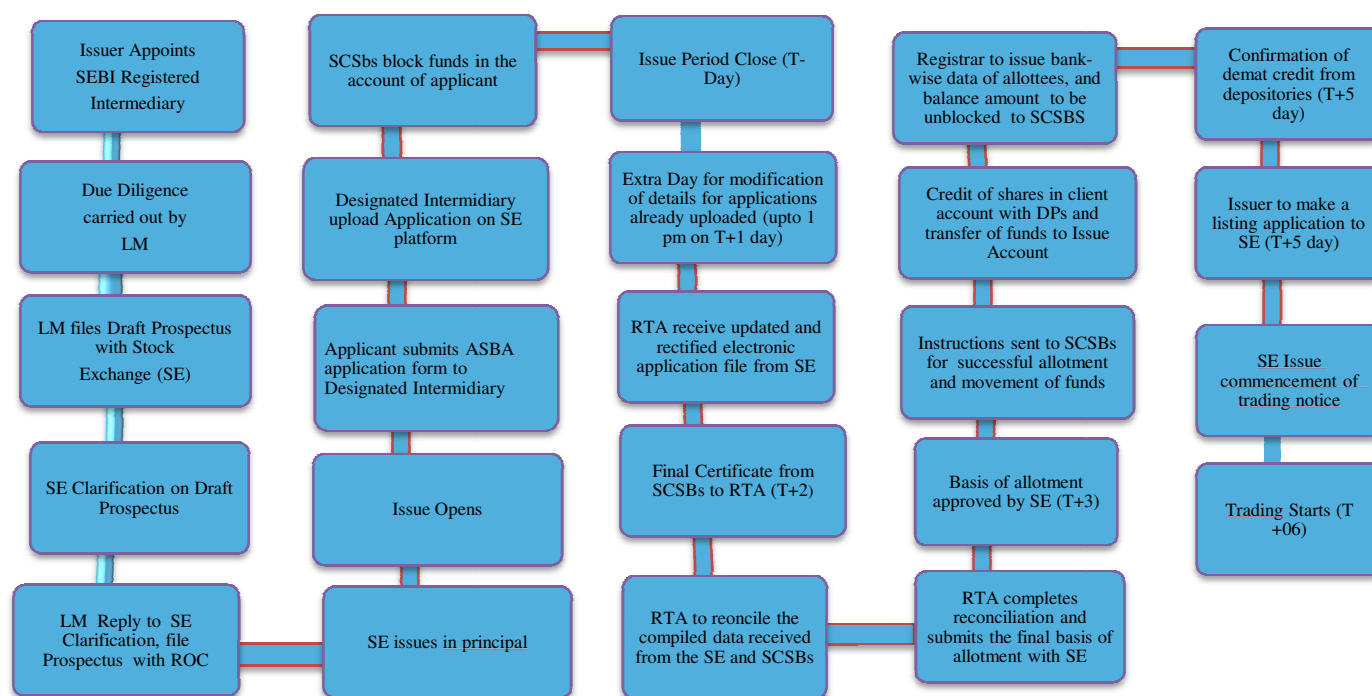 Issuer Appoints
SEBI Registered
Intermediary
Due Diligence
carried out by
LM
LM files Draft Prospectus
with Stock
Exchange (SE)
SE Clarification on Draft
Prospectus
LM Reply to SE
Clarification, file
Prospectus with ROC
SE issues in principal
Issue Opens
Applicant submits ASBA
application form to
Designated Intermidiary
Designated Intermidiary
upload Application on SE
platform
SCSbs block funds in the
account of applicant
Issue Period Close (T-
Day)
Extra Day for modification
of details for applications
already uploaded (upto 1
pm on T+1 day)
RTA receive updated and
rectified electronic
application file from SE
Final Certificate from
SCSBs to RTA (T+2)
RTA to reconcile the
compiled data received
from the SE and SCSBs
RTA completes
reconciliation and
submits the final basis of
allotment with SE
Basis of allotment
approved by SE (T+3)
Instructions sent to SCSBs
for successful allotment
and movement of funds
Credit of shares in client
account with DPs and
transfer of funds to Issue
Account
Registrar to issue bank-
wise data of allottees, and
balance amount to be
unblocked to SCSBS
Confirmation of
demat credit from
depositories (T+5
day)
Issuer to make a
listing application to
SE (T+5 day)
SE Issue
commencement of
trading notice
Trading Starts (T
+06)